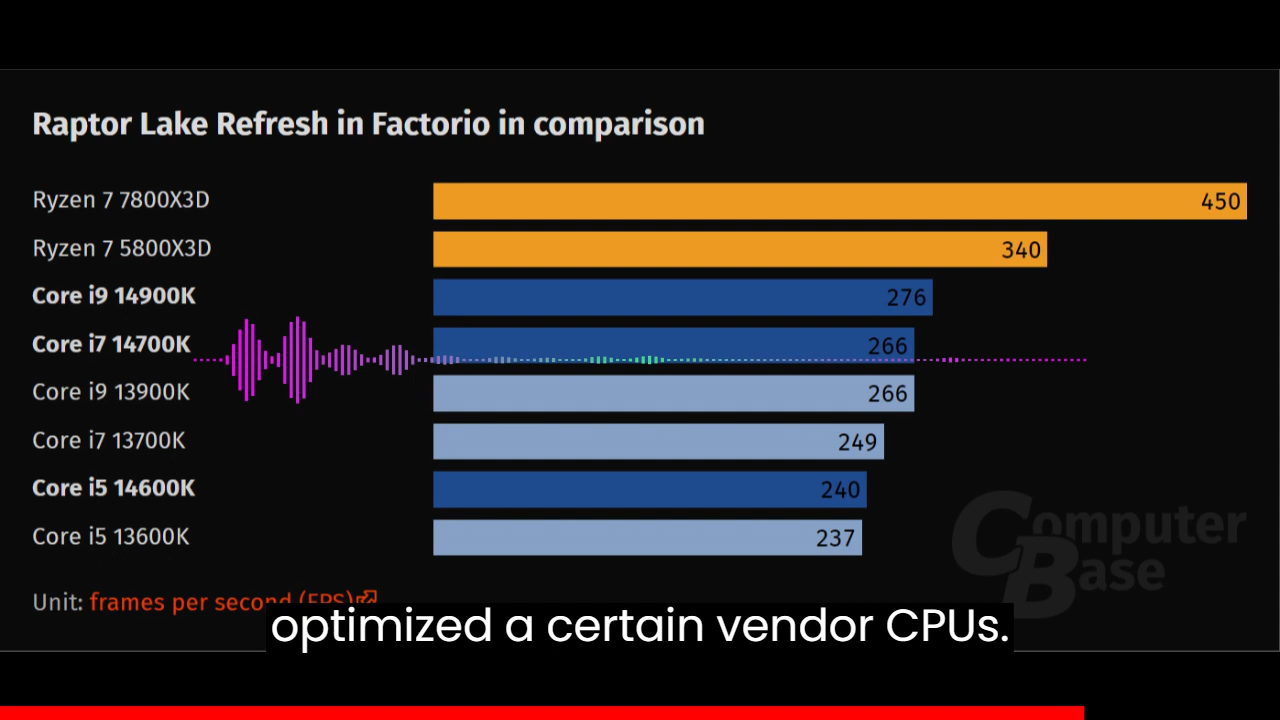 Raptor Lake Refresh in Factorio in comparison
Ryzen 7 7800X3D 450
Ryzen 7 5800X3D 340
Core i9 14900K 276
Core i7 14700K 266
Core i9 13900K 266
Core i7 13700K 249
Core i5 14600K 240
Core i5 13600K 237
Computer
Base
Unit: frames per second (FPS)
optimized a certain vendor CPUs.